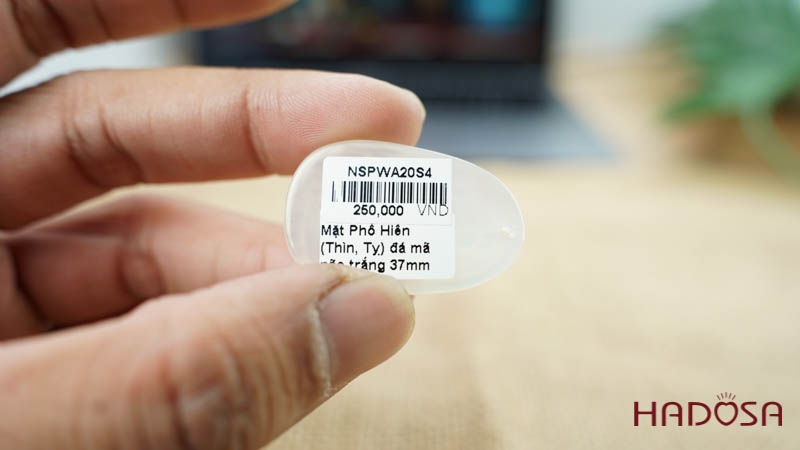 NSPWA20S4
250,000 VND
Mặt Phổ Hiền
(Thìn, Tỵ) đá mã
não trắng 37mm
HADOSA